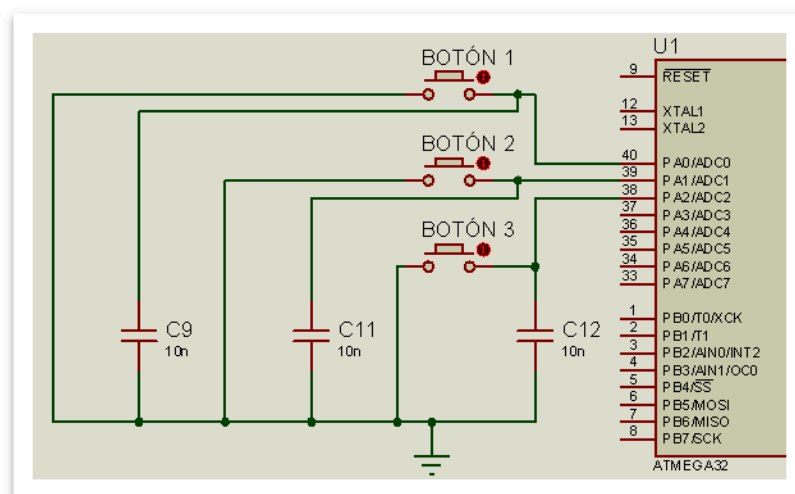 BOTÓN 1
BOTÓN 2
BOTÓN 3
C9
10n
C11
10n
C12
10n
U1
9 RESET
12 XTAL1
13 XTAL2
40 PA0/ADC0
39 PA1/ADC1
38 PA2/ADC2
37 PA3/ADC3
36 PA4/ADC4
35 PA5/ADC5
34 PA6/ADC6
33 PA7/ADC7
1 PB0/T0/XCK
2 PB1/T1
3 PB2/AIN0/INT2
4 PB3/AIN1/OC0
5 PB4/SS
6 PB5/MOSI
7 PB6/MISO
8 PB7/SCK
ATMEGA32